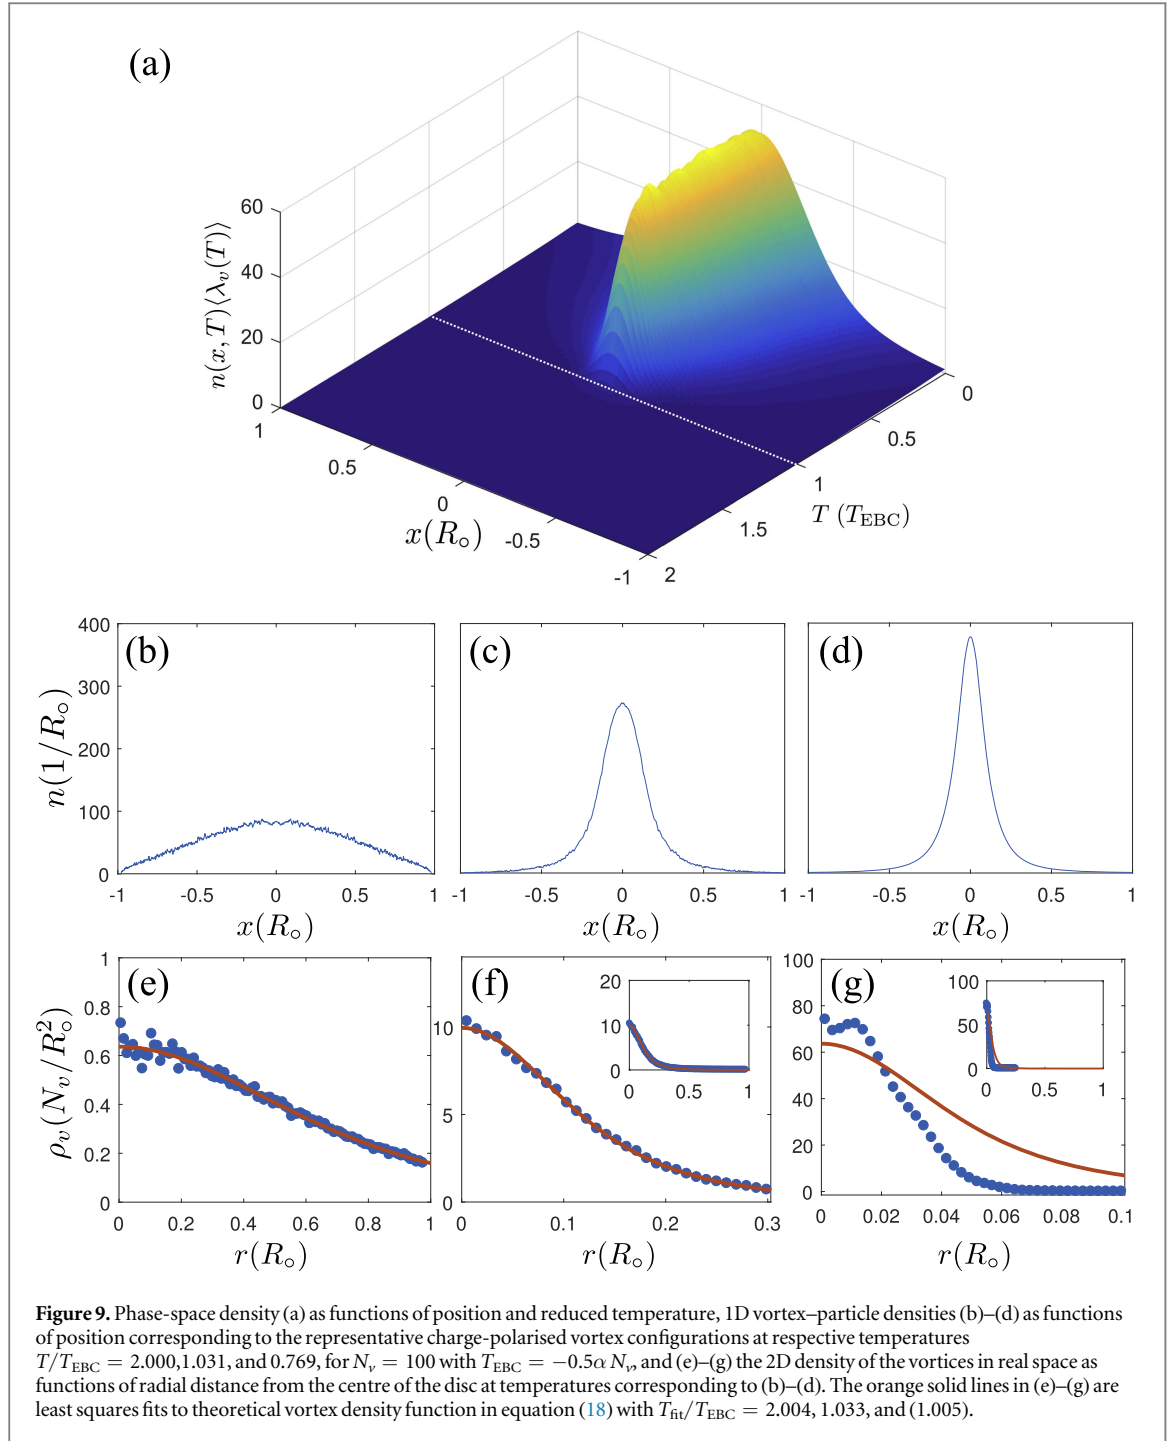 (a)
n(x, T)⟨λ_v(T)⟩
60
40
20
0
1
0.5
0
-0.5
-1
x(R_∘)
2
1.5
1
0.5
0
T (T_EBC)
(b)
n(1/R_∘)
400
300
200
100
0
-1 -0.5 0 0.5 1
x(R_∘)
(c)
-1 -0.5 0 0.5 1
x(R_∘)
(d)
-1 -0.5 0 0.5 1
x(R_∘)
(e)
ρ_v(N_v/R_∘^2)
1
0.8
0.6
0.4
0.2
0
0 0.2 0.4 0.6 0.8 1
r(R_∘)
(f)
10
5
0
0 0.1 0.2 0.3
r(R_∘)
20
10
0
0 0.5 1
(g)
100
80
60
40
20
0
0 0.02 0.04 0.06 0.08 0.1
r(R_∘)
100
50
0
0 0.5 1
Figure 9. Phase-space density (a) as functions of position and reduced temperature, 1D vortex–particle densities (b)–(d) as functions
of position corresponding to the representative charge-polarised vortex configurations at respective temperatures
T/T_EBC = 2.000,1.031, and 0.769, for N_v = 100 with T_EBC = −0.5α N_v, and (e)–(g) the 2D density of the vortices in real space as
functions of radial distance from the centre of the disc at temperatures corresponding to (b)–(d). The orange solid lines in (e)–(g) are
least squares fits to theoretical vortex density function in equation (18) with T_fit/T_EBC = 2.004, 1.033, and (1.005).